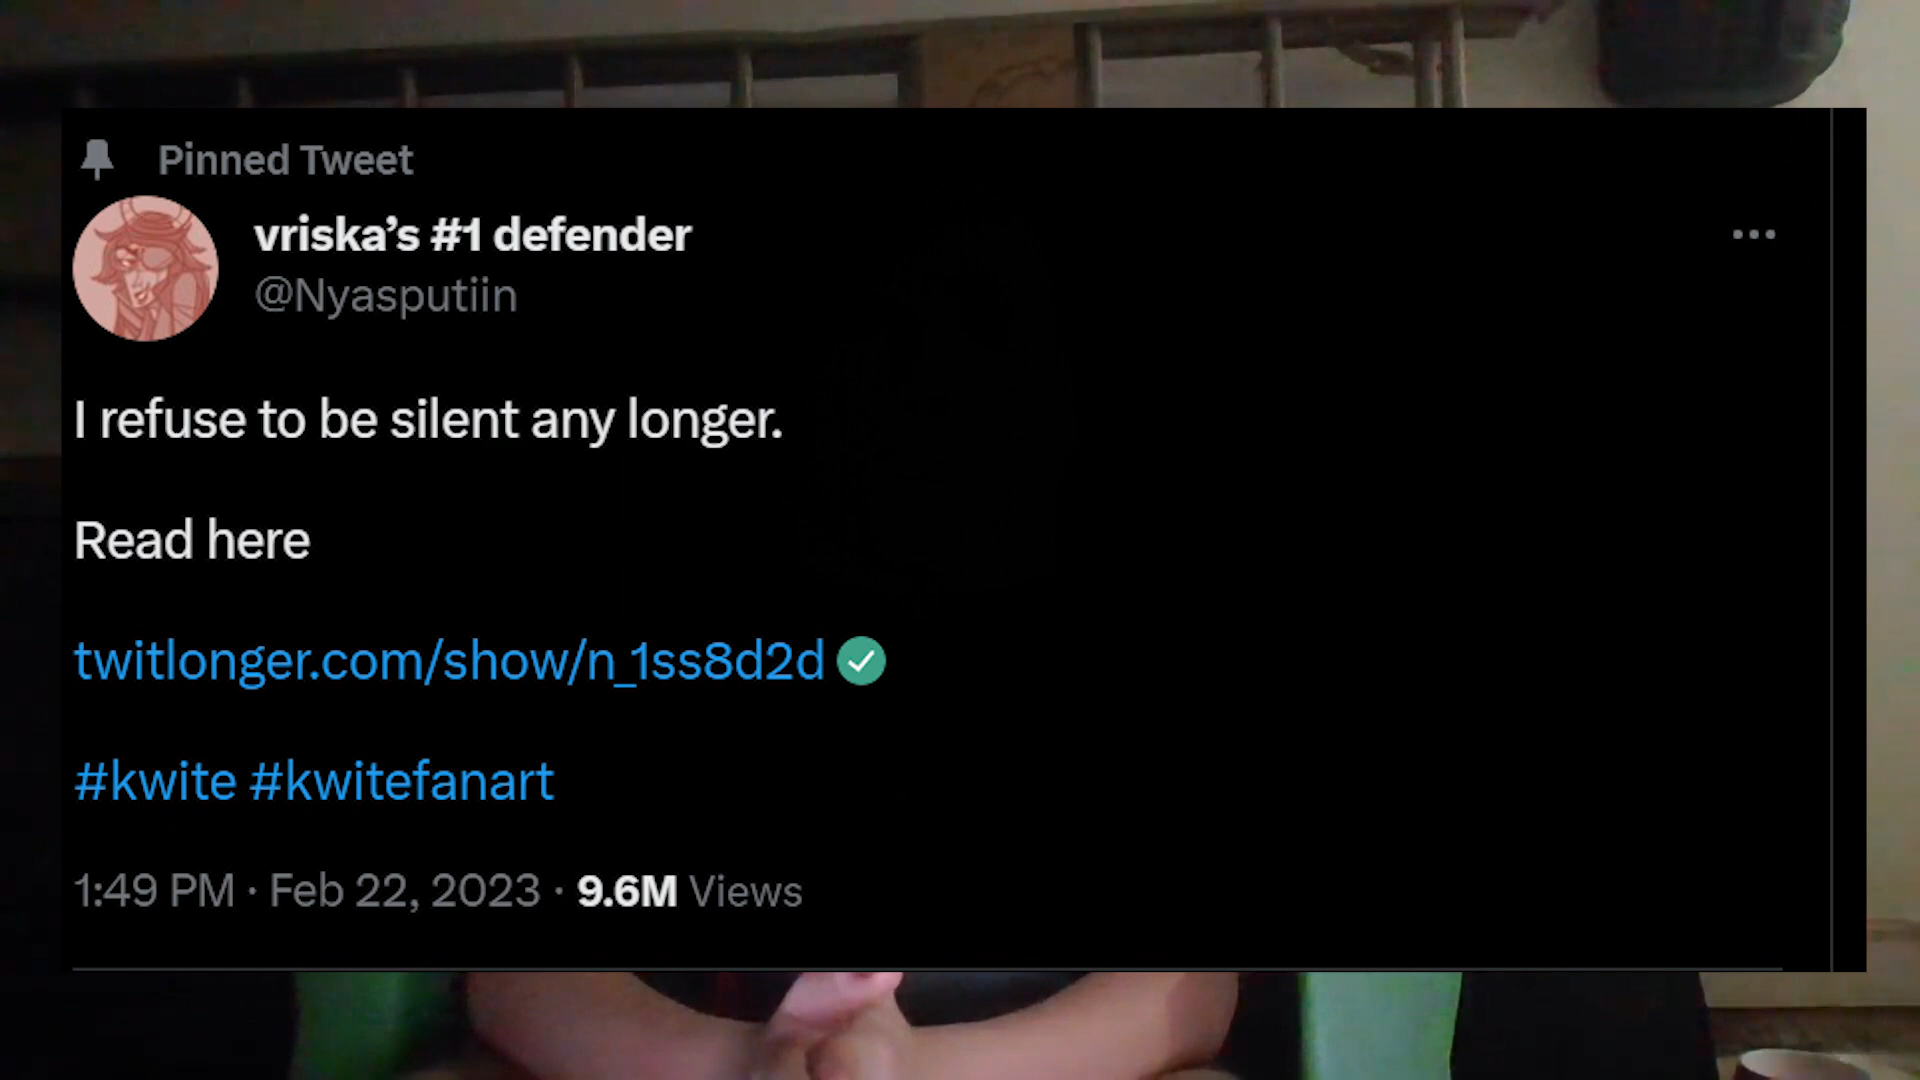 Pinned Tweet
vriska’s #1 defender
@Nyasputiin
I refuse to be silent any longer.
Read here
twitlonger.com/show/n_1ss8d2d
#kwite #kwitefanart
1:49 PM · Feb 22, 2023 · 9.6M Views